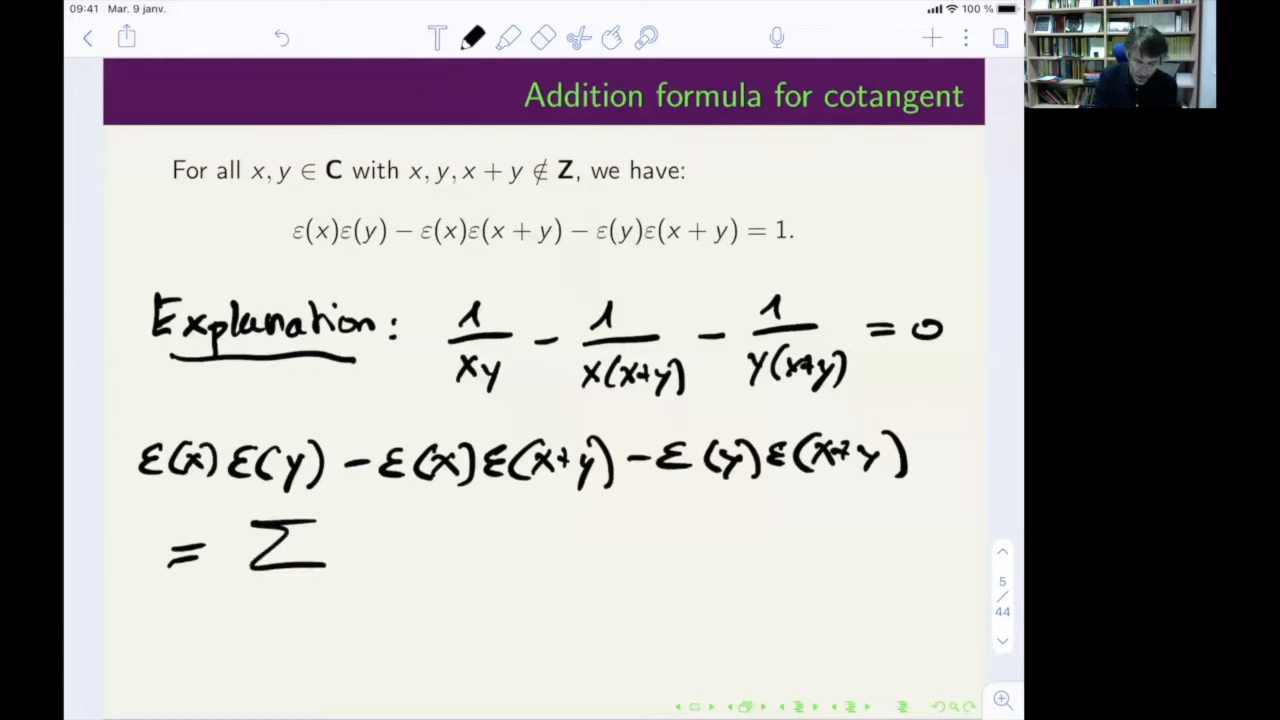 09:41 Mar. 9 janv. 100 %
Addition formula for cotangent
For all x, y ∈ C with x, y, x + y ∉ Z, we have:
ε(x)ε(y) − ε(x)ε(x + y) − ε(y)ε(x + y) = 1.
Explanation: 1/xy − 1/x(x+y) − 1/y(x+y) = 0
ε(x) ε(y) − ε(x) ε(x+y) − ε(y) ε(x+y)
= Σ
5
/
44